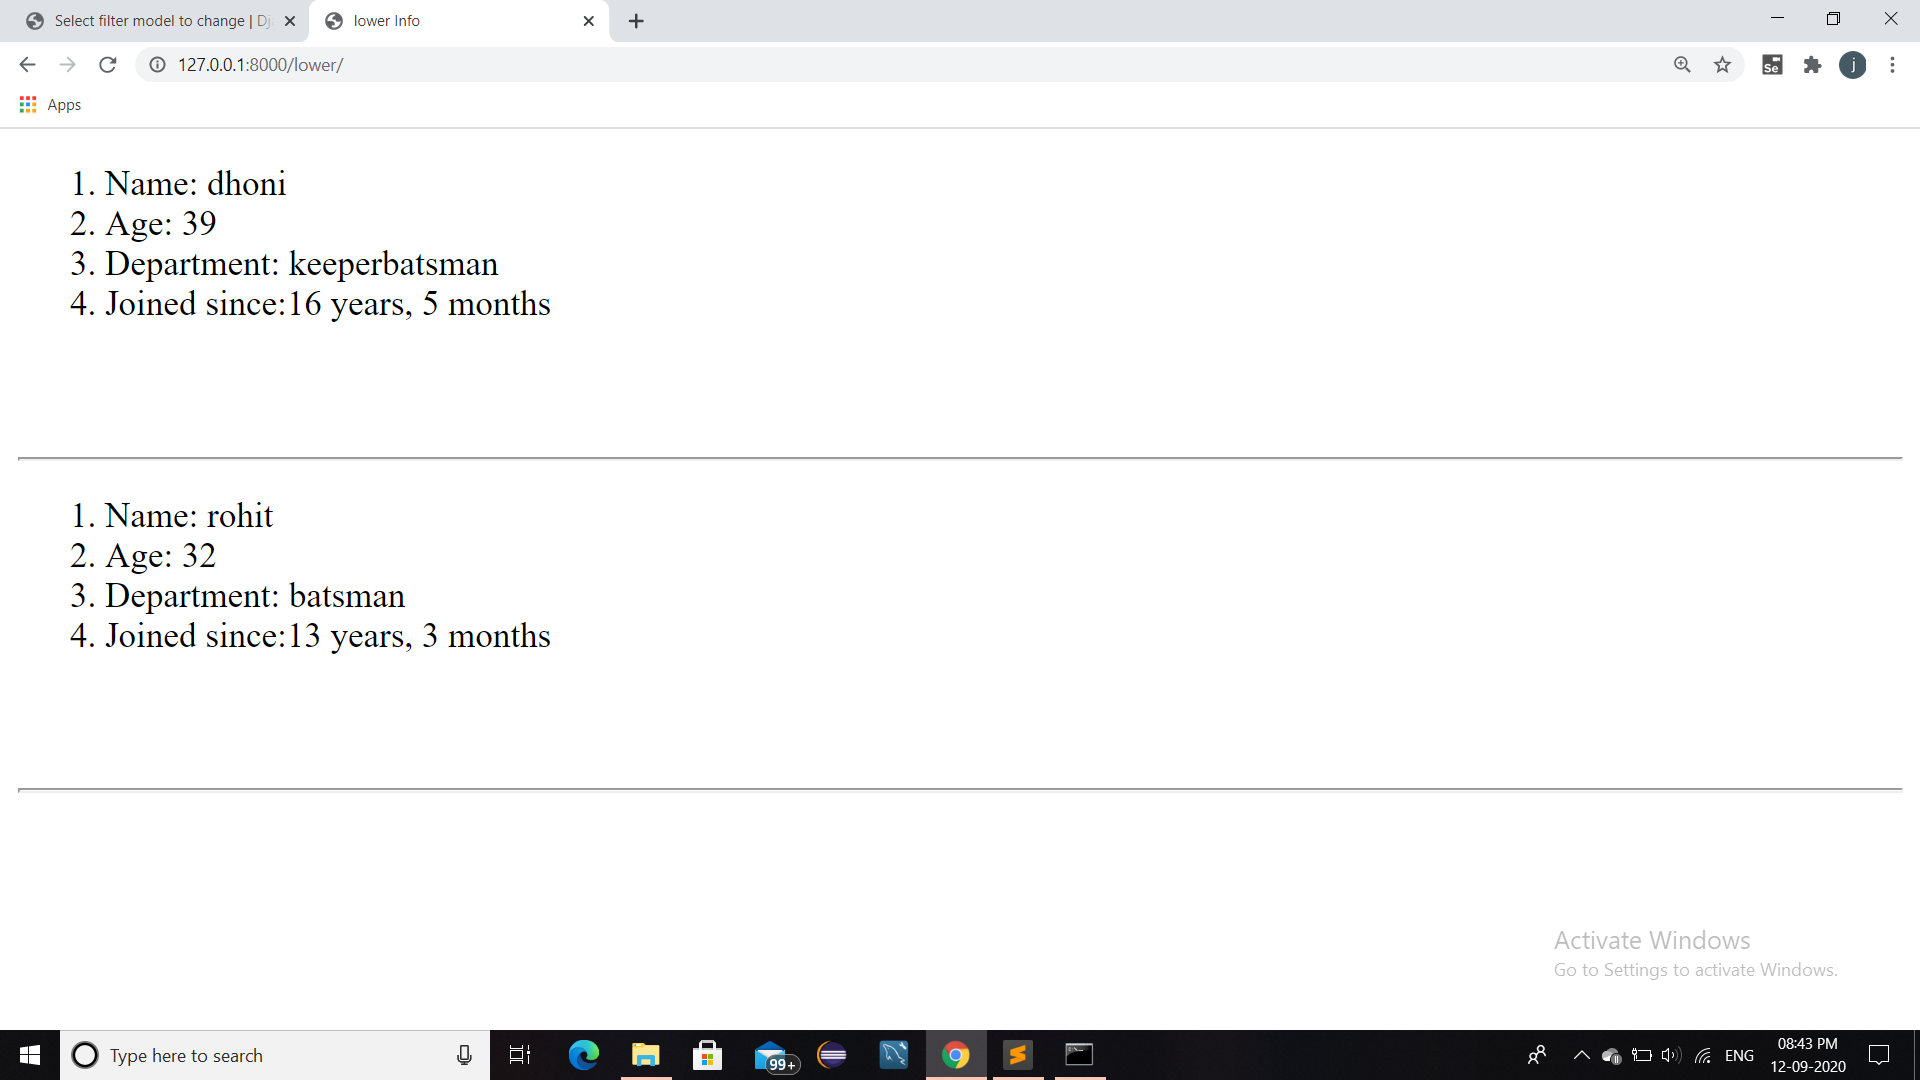 Select filter model to change | Dj
lower Info
127.0.0.1:8000/lower/
Se
j
Apps
1. Name: dhoni
2. Age: 39
3. Department: keeperbatsman
4. Joined since:16 years, 5 months
1. Name: rohit
2. Age: 32
3. Department: batsman
4. Joined since:13 years, 3 months
Activate Windows
Go to Settings to activate Windows.
Type here to search
99+
ENG
08:43 PM
12-09-2020